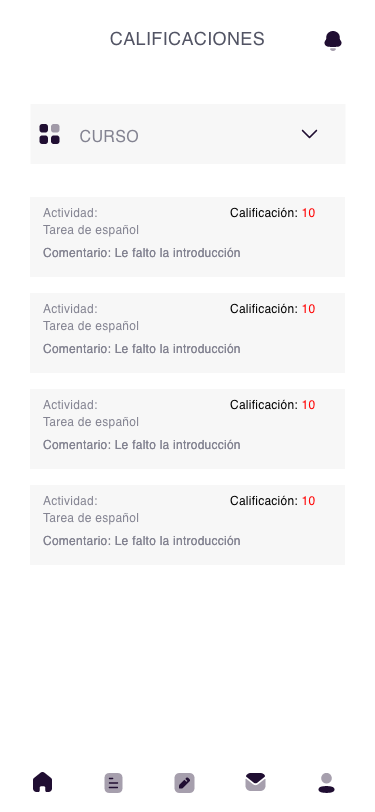 CALIFICACIONES
CURSO
Actividad: Calificación: 10
Tarea de español
Comentario: Le falto la introducción
Actividad: Calificación: 10
Tarea de español
Comentario: Le falto la introducción
Actividad: Calificación: 10
Tarea de español
Comentario: Le falto la introducción
Actividad: Calificación: 10
Tarea de español
Comentario: Le falto la introducción